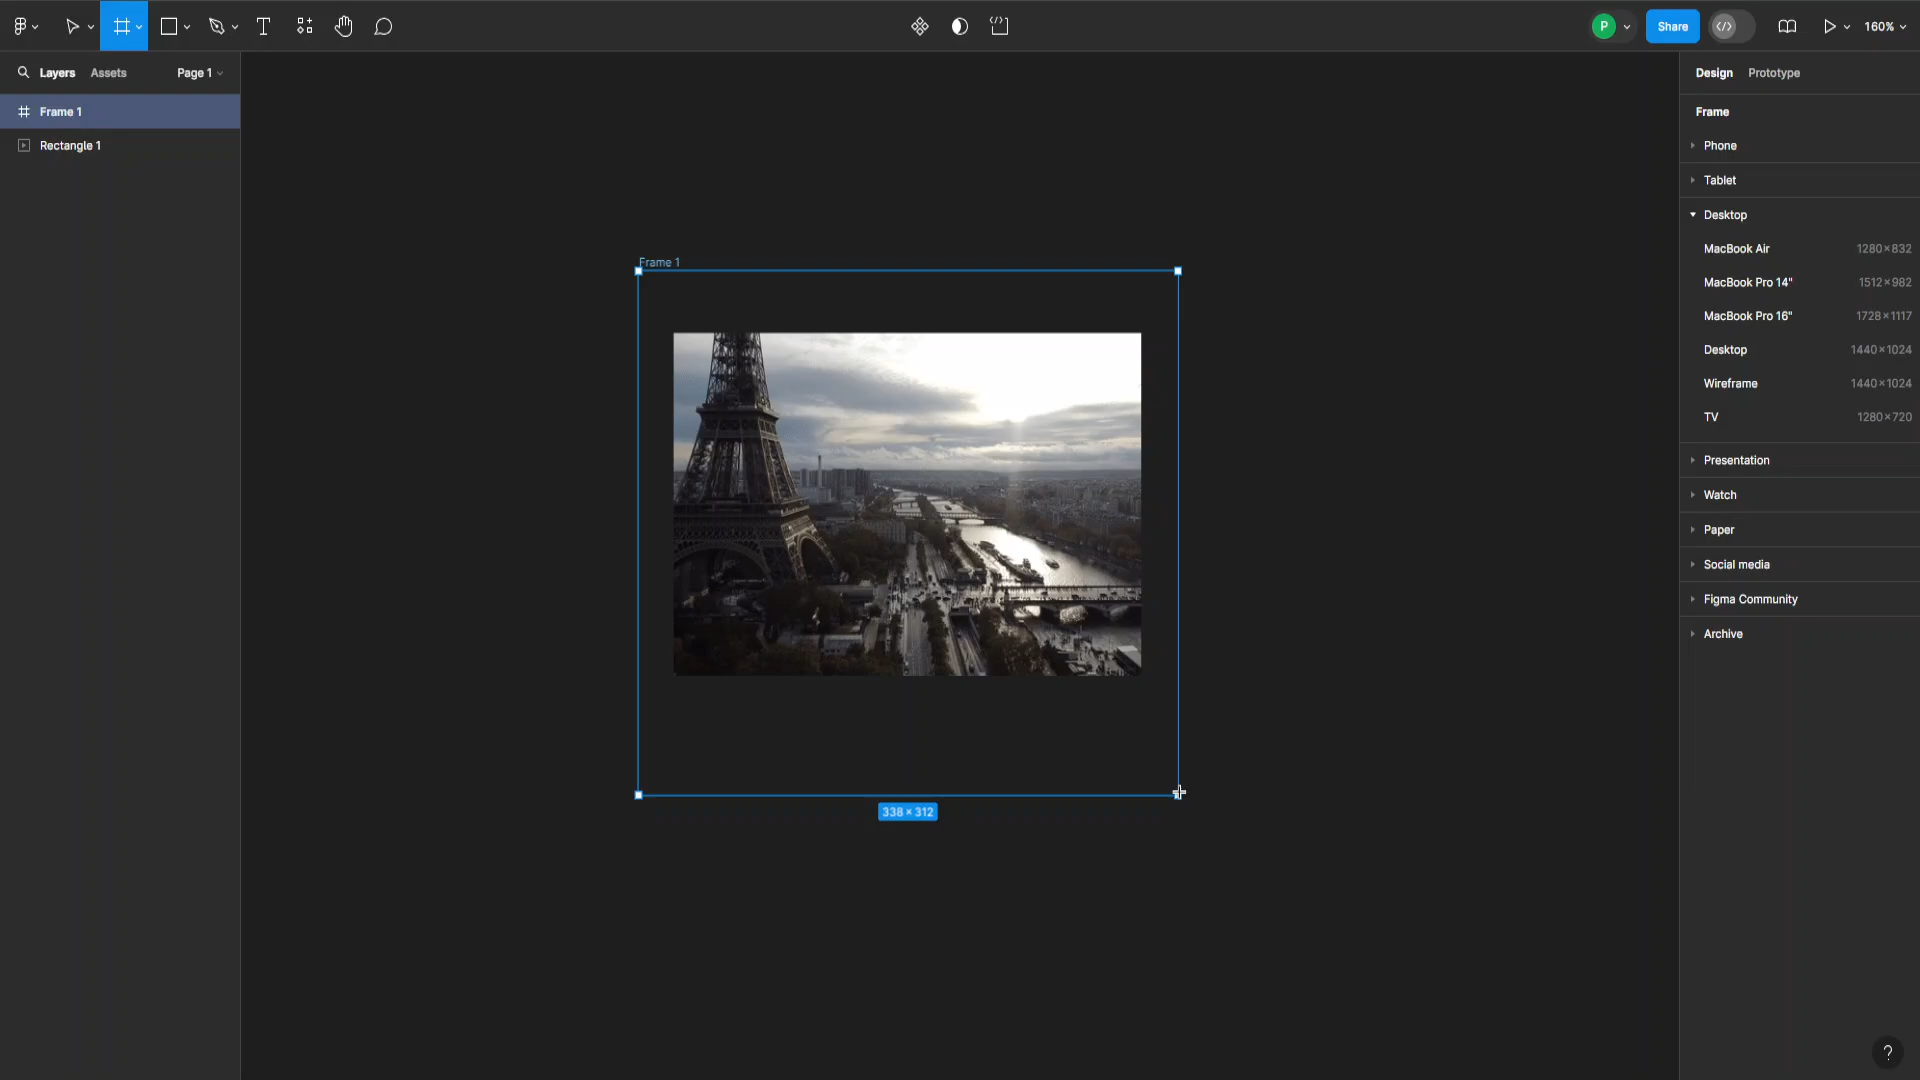 P
Share
160%
Layers
Assets
Page 1
Frame 1
Rectangle 1
Frame 1
338 × 312
Design
Prototype
Frame
Phone
Tablet
Desktop
MacBook Air 1280×832
MacBook Pro 14" 1512×982
MacBook Pro 16" 1728×1117
Desktop 1440×1024
Wireframe 1440×1024
TV 1280×720
Presentation
Watch
Paper
Social media
Figma Community
Archive
?